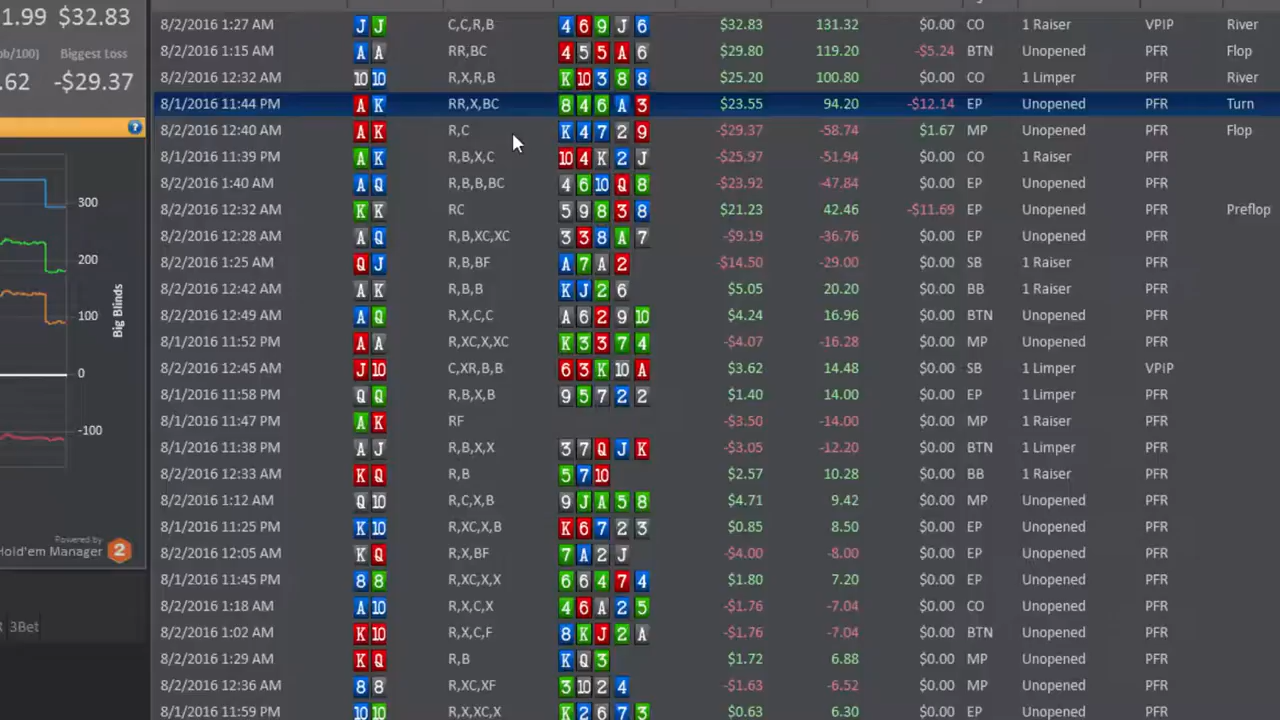 1.99 $32.83
ob/100) Biggest Loss
.62 -$29.37
?
300
200
100
0
-100
Big Blinds
Powered by
Hold'em Manager 2
R 3Bet
8/2/2016 1:27 AM J J C,C,R,B 4 6 9 J 6 $32.83 131.32 $0.00 CO 1 Raiser VPIP River
8/2/2016 1:15 AM A A RR,BC 4 5 5 A 6 $29.80 119.20 -$5.24 BTN Unopened PFR Flop
8/2/2016 12:32 AM 10 10 R,X,R,B K 10 3 8 8 $25.20 100.80 $0.00 CO 1 Limper PFR River
8/1/2016 11:44 PM A K RR,X,BC 8 4 6 A 3 $23.55 94.20 -$12.14 EP Unopened PFR Turn
8/2/2016 12:40 AM A K R,C K 4 7 2 9 -$29.37 -58.74 $1.67 MP Unopened PFR Flop
8/1/2016 11:39 PM A K R,B,X,C 10 4 K 2 J -$25.97 -51.94 $0.00 CO 1 Raiser PFR
8/2/2016 1:40 AM A Q R,B,B,BC 4 6 10 Q 8 -$23.92 -47.84 $0.00 EP Unopened PFR
8/2/2016 12:32 AM K K RC 5 9 8 3 8 $21.23 42.46 -$11.69 EP Unopened PFR Preflop
8/2/2016 12:28 AM A Q R,B,XC,XC 3 3 8 A 7 -$9.19 -36.76 $0.00 EP Unopened PFR
8/2/2016 1:25 AM Q J R,B,BF A 7 A 2 -$14.50 -29.00 $0.00 SB 1 Raiser PFR
8/2/2016 12:42 AM A K R,B,B K J 2 6 $5.05 20.20 $0.00 BB 1 Raiser PFR
8/2/2016 12:49 AM A Q R,X,C,C A 6 2 9 10 $4.24 16.96 $0.00 BTN Unopened PFR
8/1/2016 11:52 PM A A R,XC,X,XC K 3 3 7 4 -$4.07 -16.28 $0.00 MP Unopened PFR
8/2/2016 12:45 AM J 10 C,XR,B,B 6 3 K 10 A $3.62 14.48 $0.00 SB 1 Limper VPIP
8/1/2016 11:58 PM Q Q R,B,X,B 9 5 7 2 2 $1.40 14.00 $0.00 EP 1 Limper PFR
8/1/2016 11:47 PM A K RF -$3.50 -14.00 $0.00 MP 1 Raiser PFR
8/1/2016 11:38 PM A J R,B,X,X 3 7 Q J K -$3.05 -12.20 $0.00 BTN 1 Limper PFR
8/2/2016 12:33 AM K Q R,B 5 7 10 $2.57 10.28 $0.00 BB 1 Raiser PFR
8/2/2016 1:12 AM Q 10 R,C,X,B 9 J A 5 8 $4.71 9.42 $0.00 MP Unopened PFR
8/1/2016 11:25 PM K 10 R,XC,X,B K 6 7 2 3 $0.85 8.50 $0.00 EP Unopened PFR
8/2/2016 12:05 AM K Q R,X,BF 7 A 2 J -$4.00 -8.00 $0.00 EP Unopened PFR
8/1/2016 11:45 PM 8 8 R,XC,X,X 6 6 4 7 4 $1.80 7.20 $0.00 EP Unopened PFR
8/2/2016 1:18 AM A 10 R,X,C,X 4 6 A 2 5 -$1.76 -7.04 $0.00 CO Unopened PFR
8/2/2016 1:02 AM K 10 R,X,C,F 8 K J 2 A -$1.76 -7.04 $0.00 BTN Unopened PFR
8/2/2016 1:29 AM K Q R,B K Q 3 $1.72 6.88 $0.00 MP Unopened PFR
8/2/2016 12:36 AM 8 8 R,XC,XF 3 10 2 4 -$1.63 -6.52 $0.00 MP Unopened PFR
8/1/2016 11:59 PM 10 10 R,X,XC,X K 2 6 7 3 $0.63 6.30 $0.00 EP Unopened PFR